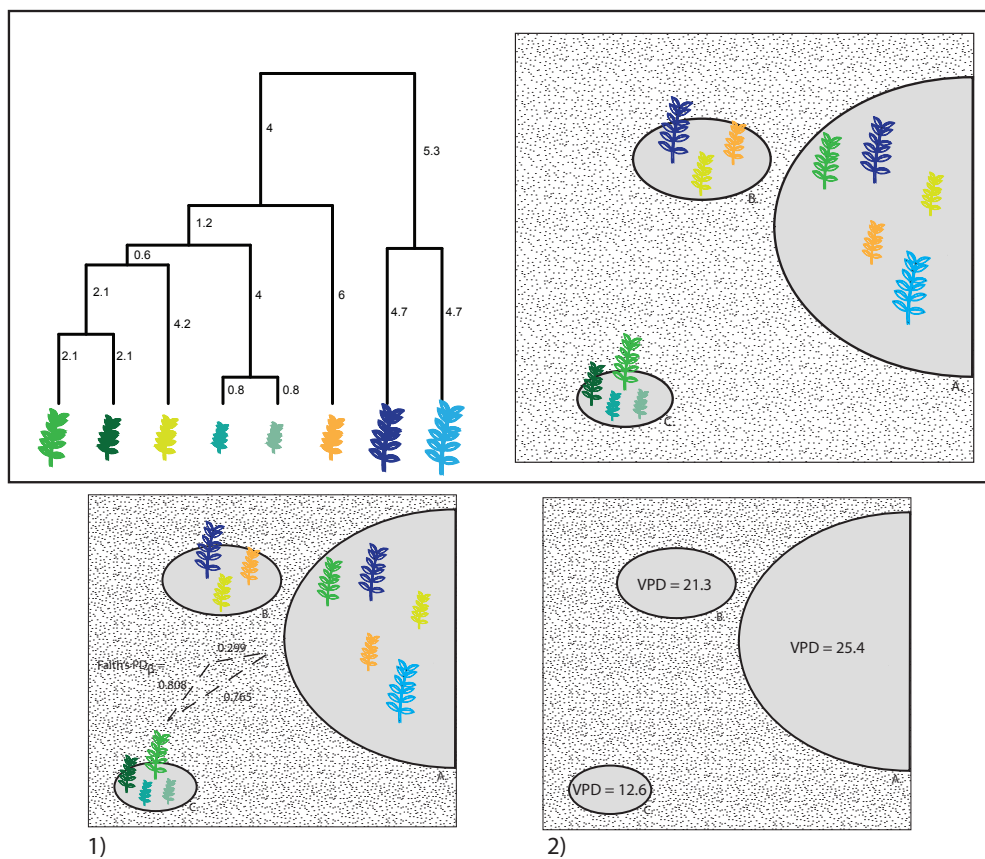 4
5.3
1.2
0.6
2.1
4
6
4.2
4.7
4.7
2.1
2.1
0.8
0.8
B.
A.
C.
B.
0.299
Faith's PDβ =
0.808
0.765
A.
C.
1)
VPD = 21.3
B.
VPD = 25.4
A.
VPD = 12.6
C.
2)